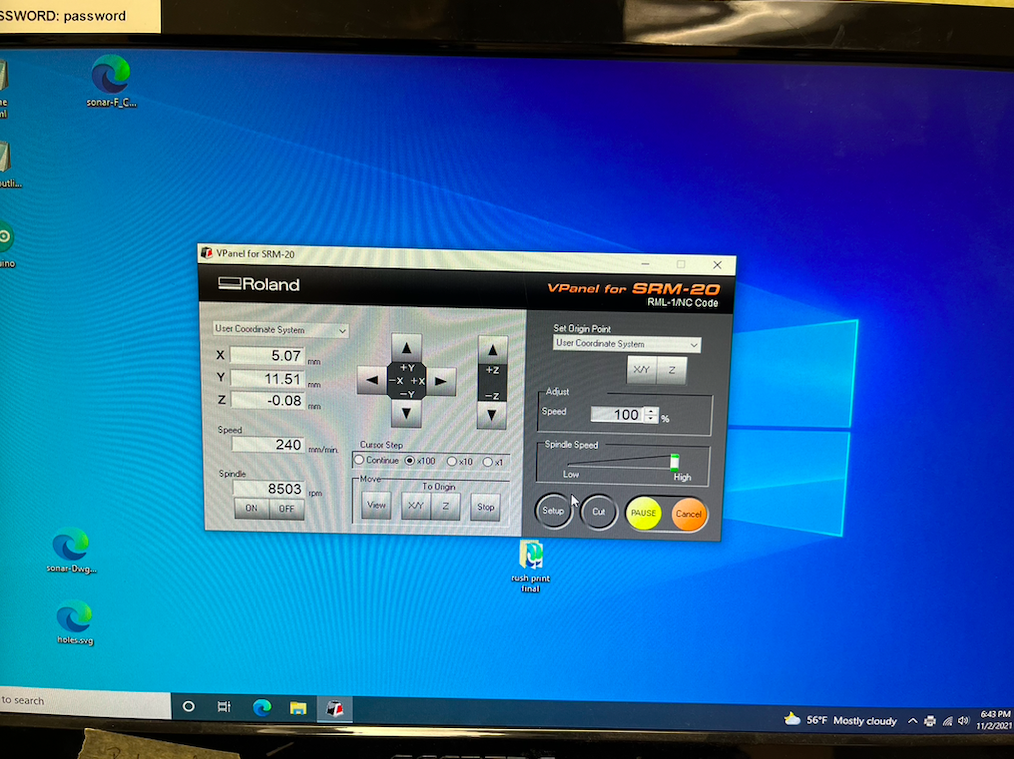 SSWORD: password
sonar-F_C...
outli...
VPanel for SRM-20
Roland
VPanel for SRM-20
RML-1/NC Code
User Coordinate System
X 5.07 mm
Y 11.51 mm
Z -0.08 mm
Speed
240 mm/min
Spindle
8503 rpm
ON OFF
+Y
-X +X
-Y
+Z
-Z
Cursor Step
Continue x100 x10 x1
Move
To Origin
View X/Y Z Stop
Set Origin Point
User Coordinate System
X/Y Z
Adjust
Speed 100 %
Spindle Speed
Low High
Setup Cut PAUSE Cancel
sonar-Dwg...
holes.svg
rush print
final
to search
56°F Mostly cloudy
6:43 PM
11/2/2021